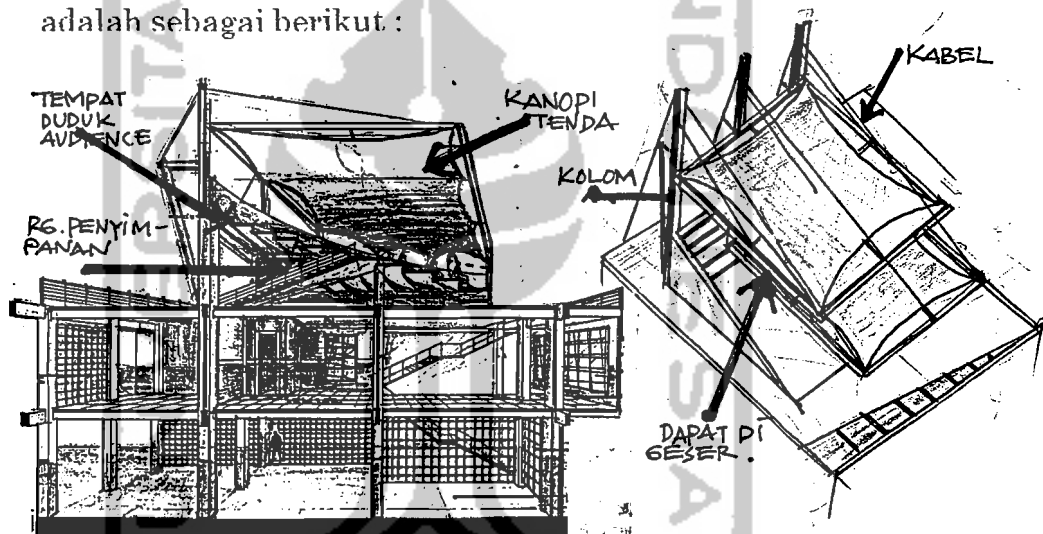 adalah sebagai berikut :
TEMPAT
DUDUK
AUDIENCE
KANOPI
TENDA
RG. PENYIM-
PANAN
KABEL
KOLOM
DAPAT DI
GESER.